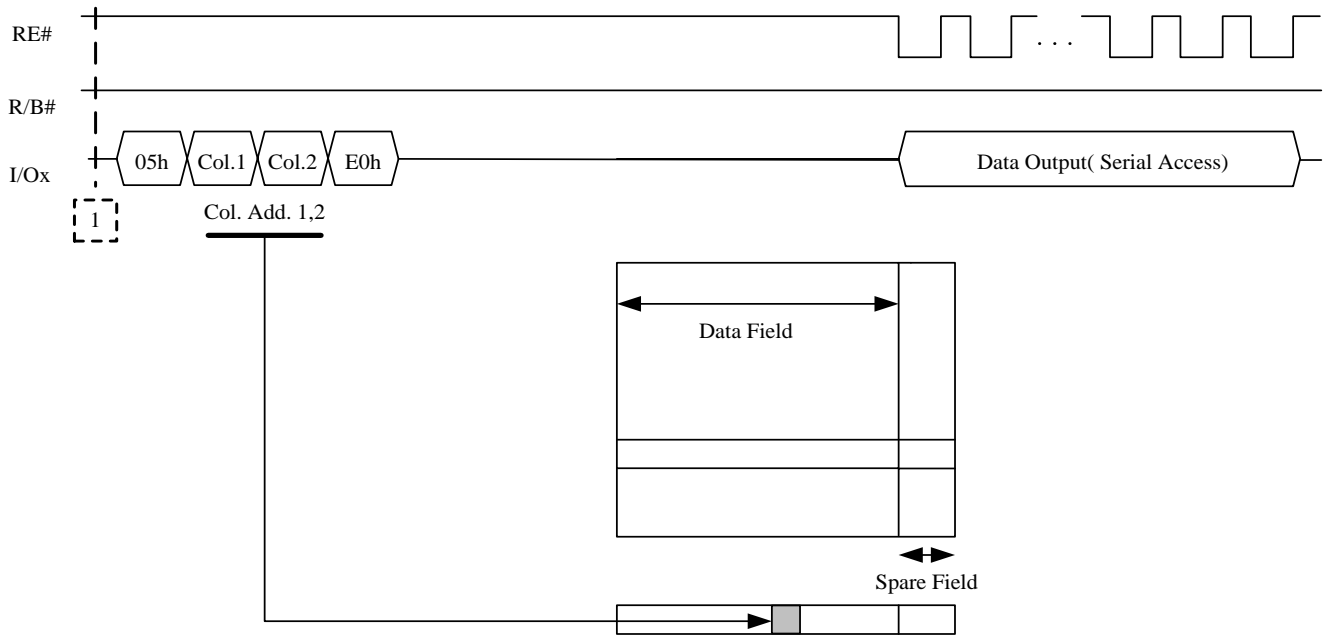 RE#
. . .
R/B#
I/Ox
05h Col.1 Col.2 E0h Data Output( Serial Access)
1
Col. Add. 1,2
Data Field
Spare Field